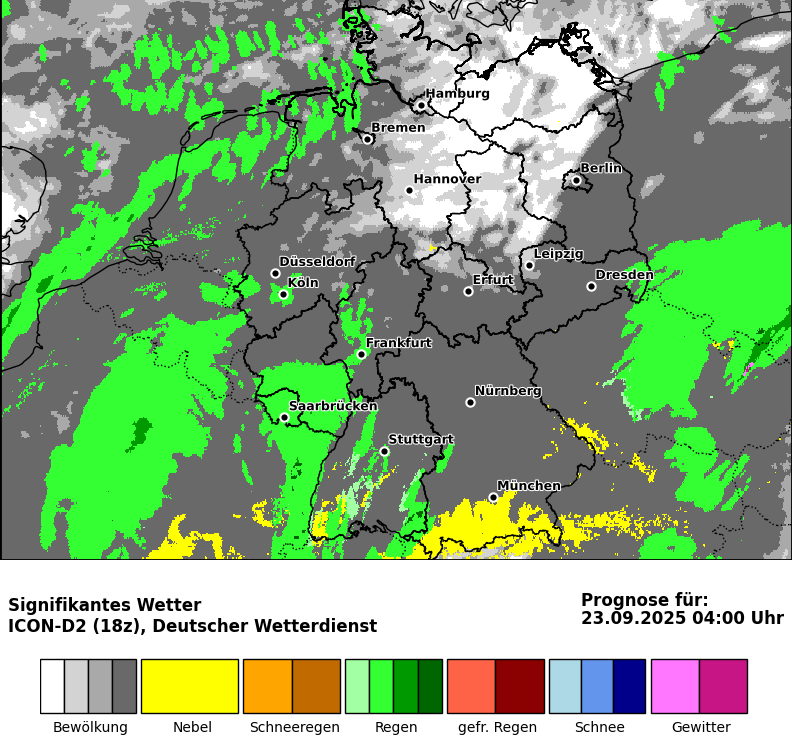 Hamburg
Bremen
Berlin
Hannover
Leipzig
Düsseldorf
Dresden
Erfurt
Köln
Frankfurt
Nürnberg
Saarbrücken
Stuttgart
München
Signifikantes Wetter
ICON-D2 (18z), Deutscher Wetterdienst
Prognose für:
23.09.2025 04:00 Uhr
Bewölkung
Nebel
Schneeregen
Regen
gefr. Regen
Schnee
Gewitter